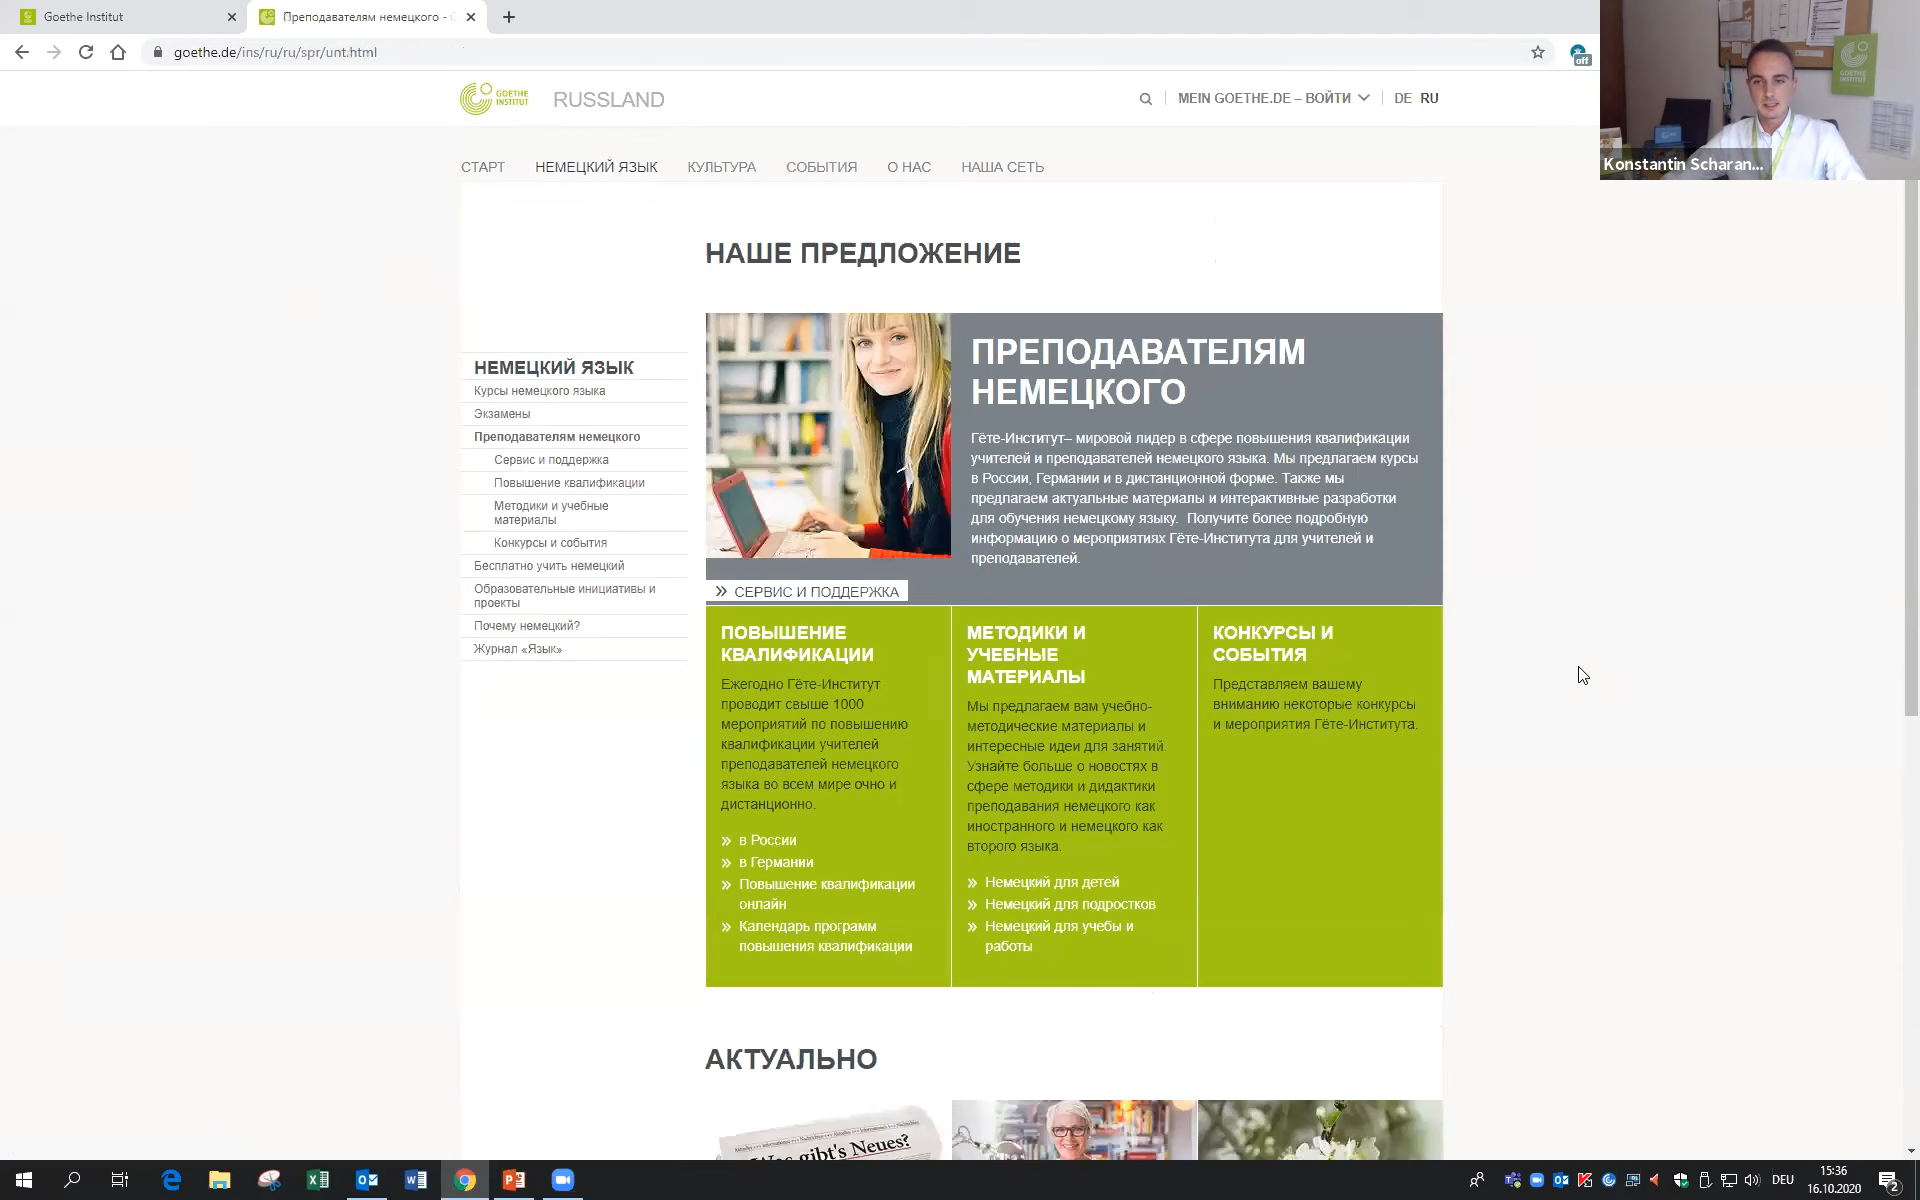 Goethe Institut
Преподавателям немецкого -
goethe.de/ins/ru/ru/spr/unt.html
off
GOETHE
INSTITUT
RUSSLAND
MEIN GOETHE.DE – ВОЙТИ
DE RU
GOETHE
INSTITUT
Konstantin Scharan...
СТАРТ НЕМЕЦКИЙ ЯЗЫК КУЛЬТУРА СОБЫТИЯ О НАС НАША СЕТЬ
НАШЕ ПРЕДЛОЖЕНИЕ
НЕМЕЦКИЙ ЯЗЫК
Курсы немецкого языка
Экзамены
Преподавателям немецкого
Сервис и поддержка
Повышение квалификации
Методики и учебные
материалы
Конкурсы и события
Бесплатно учить немецкий
Образовательные инициативы и
проекты
Почему немецкий?
Журнал «Язык»
ПРЕПОДАВАТЕЛЯМ
НЕМЕЦКОГО
Гёте-Институт– мировой лидер в сфере повышения квалификации
учителей и преподавателей немецкого языка. Мы предлагаем курсы
в России, Германии и в дистанционной форме. Также мы
предлагаем актуальные материалы и интерактивные разработки
для обучения немецкому языку. Получите более подробную
информацию о мероприятиях Гёте-Института для учителей и
преподавателей.
» СЕРВИС И ПОДДЕРЖКА
ПОВЫШЕНИЕ
КВАЛИФИКАЦИИ
Ежегодно Гёте-Институт
проводит свыше 1000
мероприятий по повышению
квалификации учителей
преподавателей немецкого
языка во всем мире очно и
дистанционно.
» в России
» в Германии
» Повышение квалификации
онлайн
» Календарь программ
повышения квалификации
МЕТОДИКИ И
УЧЕБНЫЕ
МАТЕРИАЛЫ
Мы предлагаем вам учебно-
методические материалы и
интересные идеи для занятий.
Узнайте больше о новостях в
сфере методики и дидактики
преподавания немецкого как
иностранного и немецкого как
второго языка.
» Немецкий для детей
» Немецкий для подростков
» Немецкий для учебы и
работы
КОНКУРСЫ И
СОБЫТИЯ
Представляем вашему
вниманию некоторые конкурсы
и мероприятия Гёте-Института.
АКТУАЛЬНО
Was gibt's Neues?
DEU
15:36
16.10.2020
2